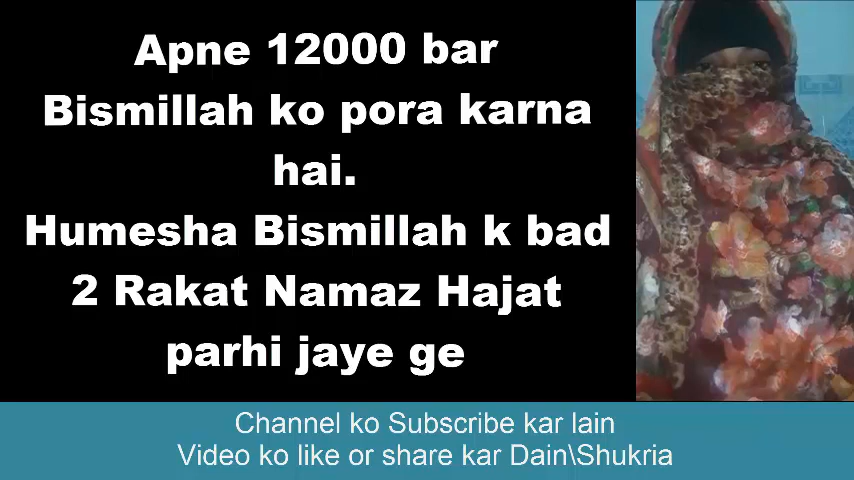 Apne 12000 bar
Bismillah ko pora karna
hai.
Humesha Bismillah k bad
2 Rakat Namaz Hajat
parhi jaye ge
Channel ko Subscribe kar lain
Video ko like or share kar Dain\Shukria